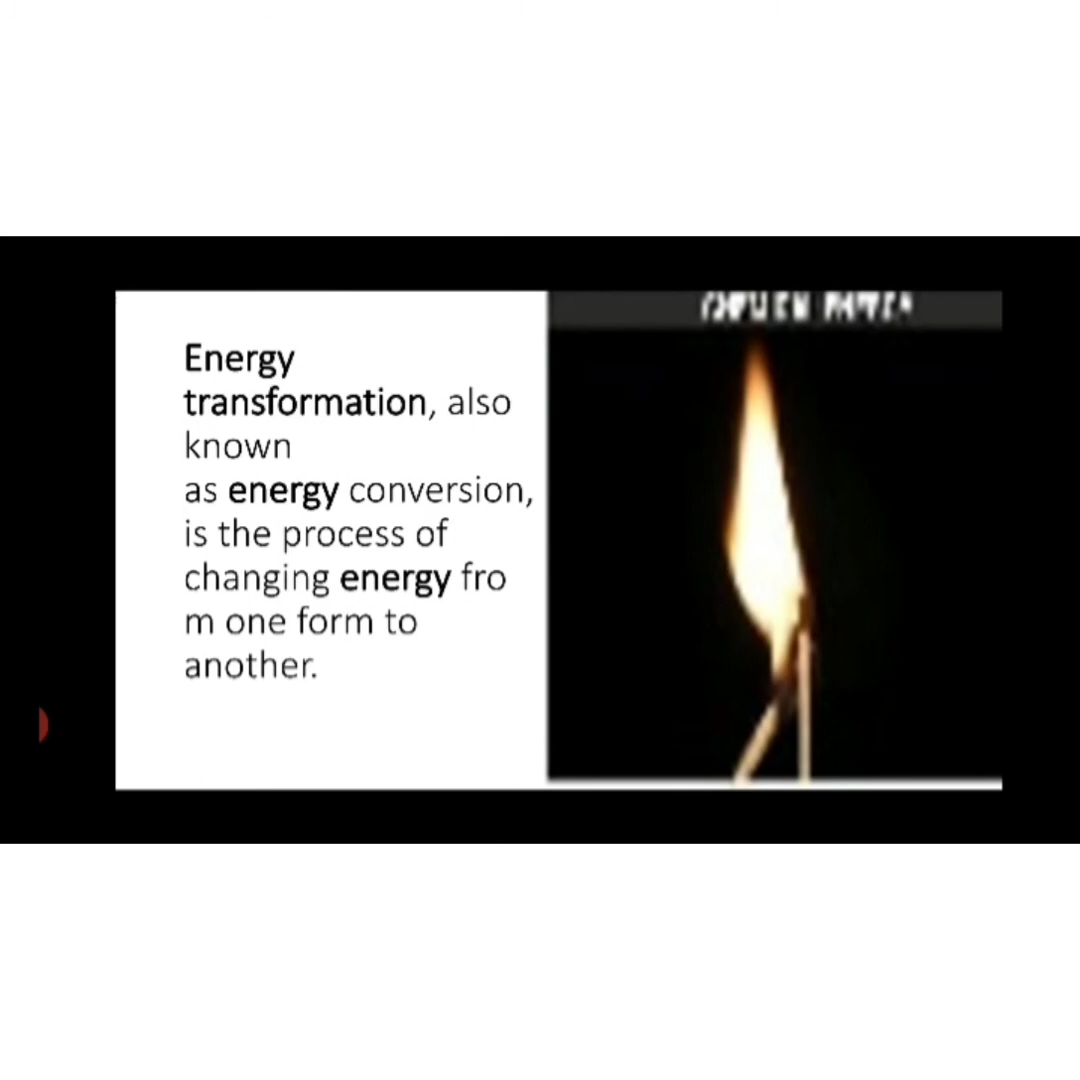 Energy
transformation, also
known
as energy conversion,
is the process of
changing energy fro
m one form to
another.